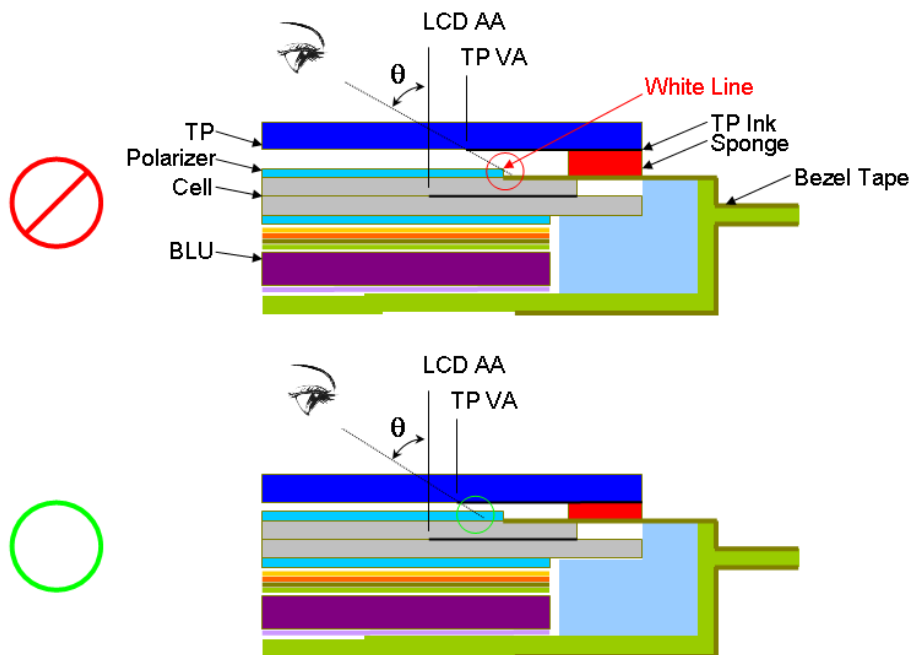 LCD AA
TP VA
θ
White Line
TP
TP Ink
Sponge
Polarizer
Bezel Tape
Cell
BLU
LCD AA
TP VA
θ